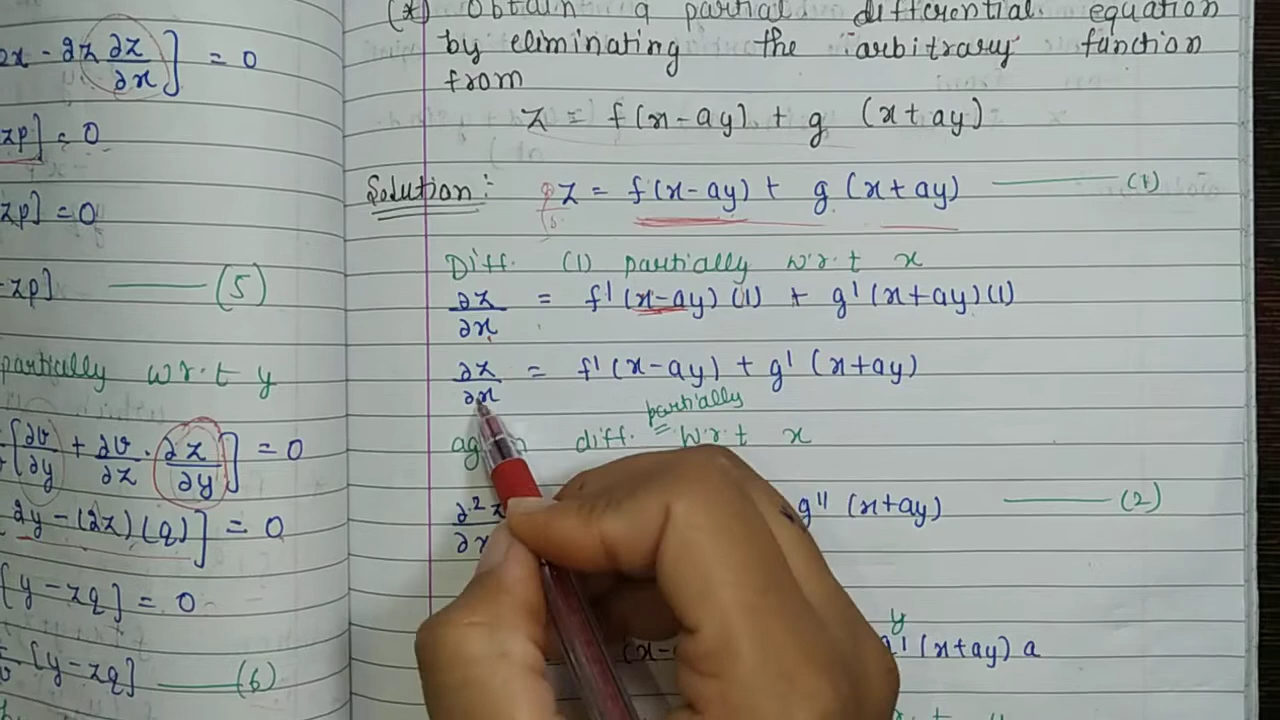 ∂x - 2z ∂z/∂x] = 0
zp] = 0
zp] = 0
- zp] ——— (5)
partially w.r.t y
[∂v/∂y + ∂v/∂z · ∂z/∂y] = 0
2y - (2z)(q)] = 0
[y - zq] = 0
[y - zq] ——— (6)
(*) Obtain a partial differential equation
by eliminating the arbitrary function
from
z = f(x-ay) + g (x+ay)
Solution: z = f(x-ay) + g (x+ay) ——— (1)
Diff. (1) partially w.r.t x
∂z/∂x = f'(x-ay)(1) + g'(x+ay)(1)
∂z/∂x = f'(x-ay) + g'(x+ay)
partially
diff. w.r.t x
∂²z g''(x+ay) ——— (2)
y
(x+ay) a